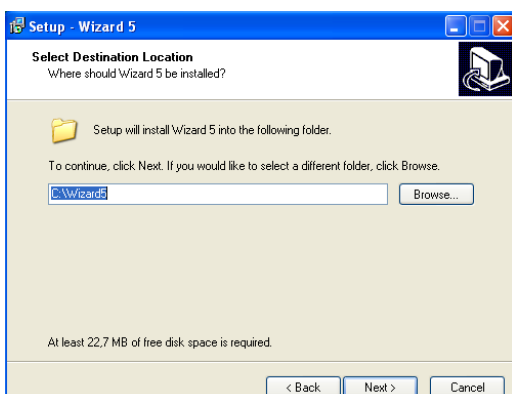 Setup - Wizard 5
Select Destination Location
Where should Wizard 5 be installed?
Setup will install Wizard 5 into the following folder.
To continue, click Next. If you would like to select a different folder, click Browse.
C:\Wizard5
Browse...
At least 22,7 MB of free disk space is required.
< Back
Next >
Cancel